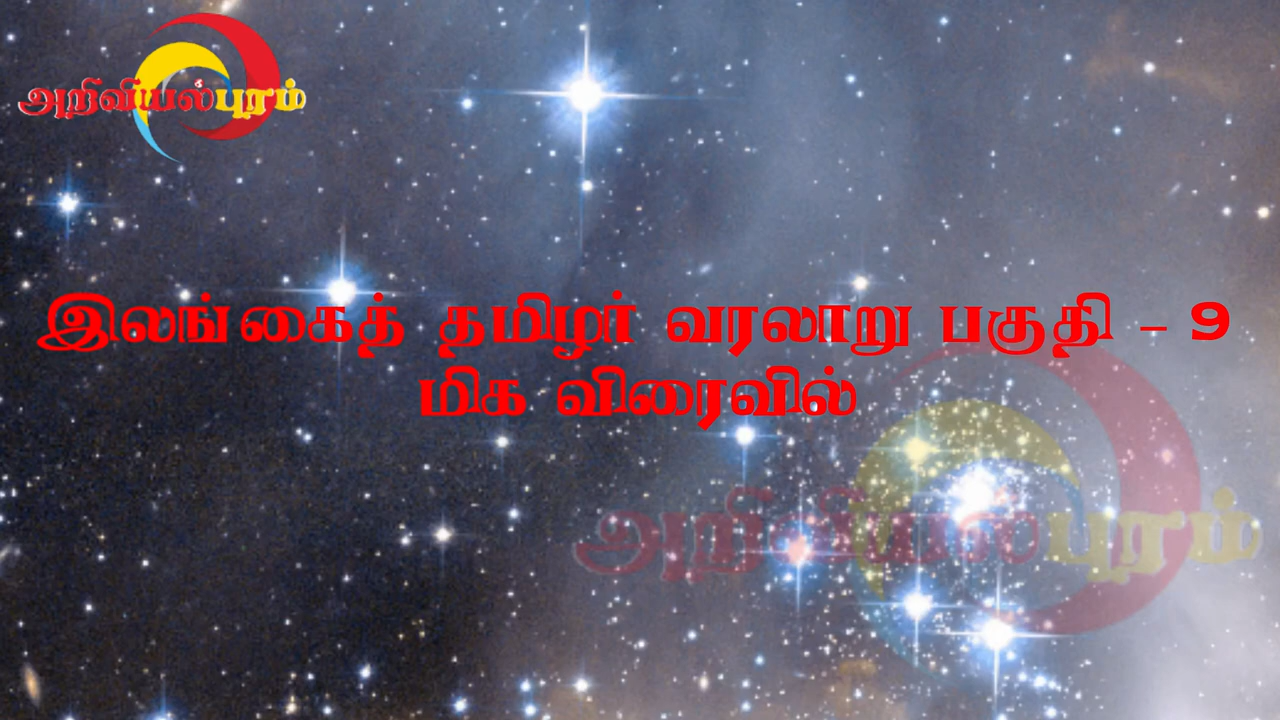 அறிவியல்புரம்
இலங்கைத் தமிழர் வரலாறு பகுதி - 9
மிக விரைவில்
அறிவியல்புரம்